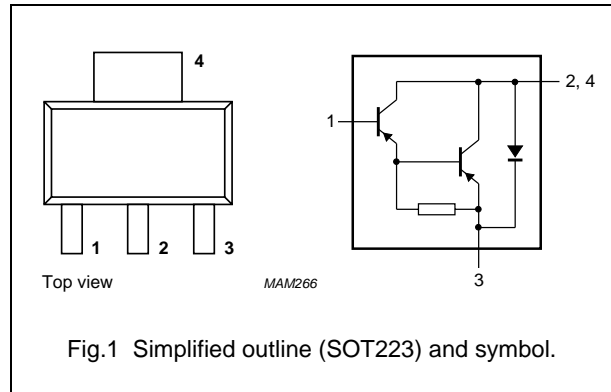 4
1
2
3
Top view
MAM266
1
2, 4
3
Fig.1 Simplified outline (SOT223) and symbol.